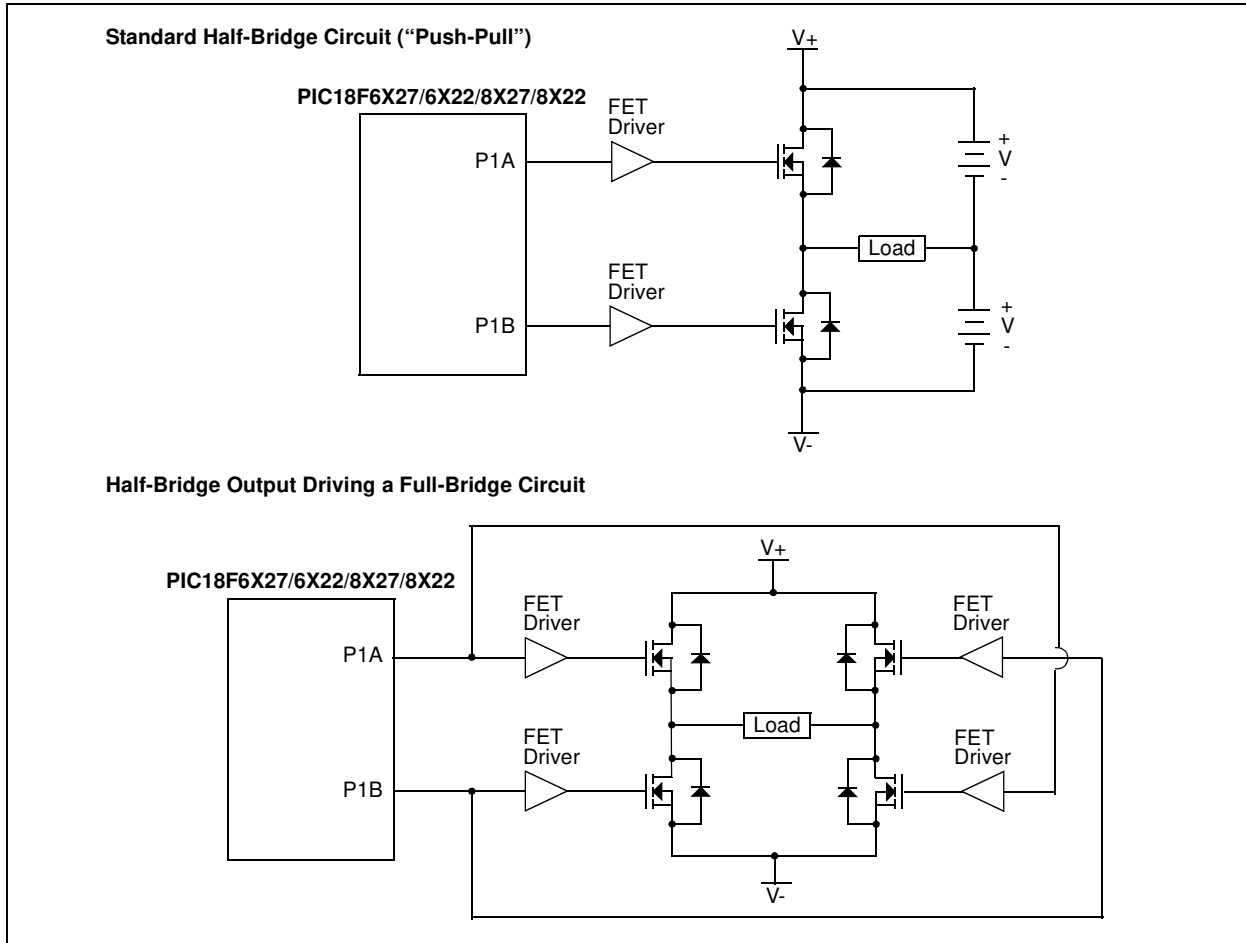 Standard Half-Bridge Circuit (“Push-Pull”)
V+
PIC18F6X27/6X22/8X27/8X22
FET
Driver
P1A
+
V
-
Load
FET
Driver
P1B
+
V
-
V-
Half-Bridge Output Driving a Full-Bridge Circuit
V+
PIC18F6X27/6X22/8X27/8X22
FET
Driver
FET
Driver
P1A
Load
FET
Driver
FET
Driver
P1B
V-